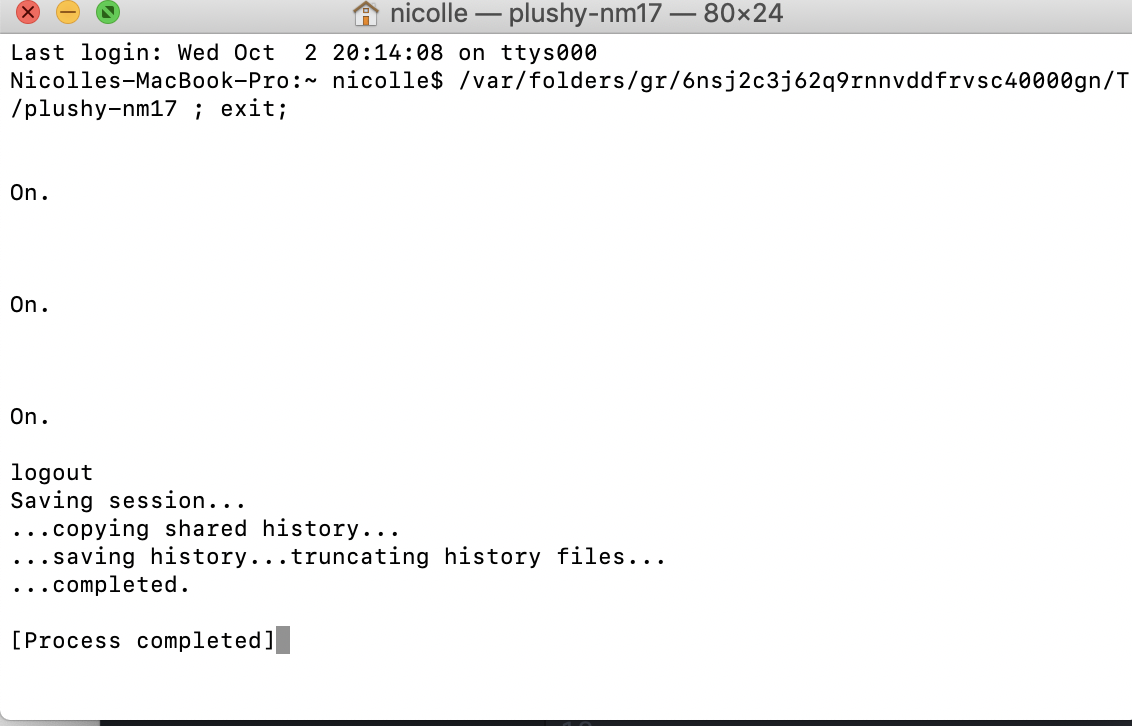 nicolle — plushy-nm17 — 80×24
Last login: Wed Oct  2 20:14:08 on ttys000
Nicolles-MacBook-Pro:~ nicolle$ /var/folders/gr/6nsj2c3j62q9rnnvddfrvsc40000gn/T
/plushy-nm17 ; exit;
On.
On.
On.
logout
Saving session...
...copying shared history...
...saving history...truncating history files...
...completed.
[Process completed]